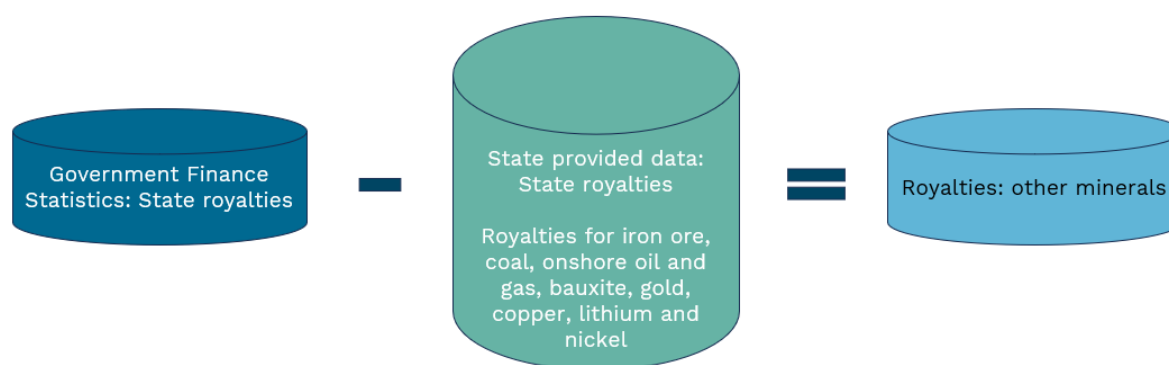 Government Finance
Statistics: State royalties
State provided data:
State royalties
Royalties for iron ore,
coal, onshore oil and
gas, bauxite, gold,
copper, lithium and
nickel
Royalties: other minerals